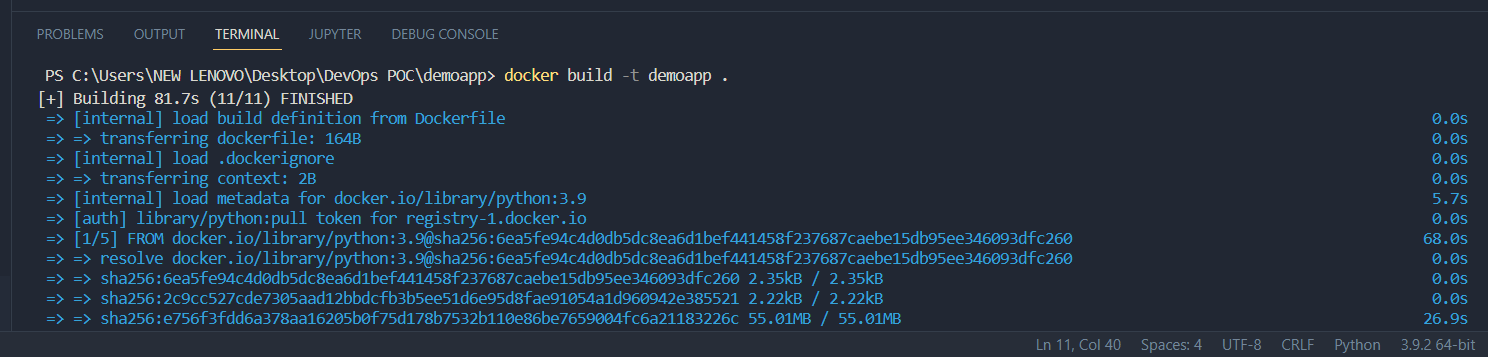 PROBLEMS OUTPUT TERMINAL JUPYTER DEBUG CONSOLE
PS C:\Users\NEW LENOVO\Desktop\DevOps POC\demoapp> docker build -t demoapp .
[+] Building 81.7s (11/11) FINISHED
=> [internal] load build definition from Dockerfile 0.0s
=> => transferring dockerfile: 164B 0.0s
=> [internal] load .dockerignore 0.0s
=> => transferring context: 2B 0.0s
=> [internal] load metadata for docker.io/library/python:3.9 5.7s
=> [auth] library/python:pull token for registry-1.docker.io 0.0s
=> [1/5] FROM docker.io/library/python:3.9@sha256:6ea5fe94c4d0db5dc8ea6d1bef441458f237687caebe15db95ee346093dfc260 68.0s
=> => resolve docker.io/library/python:3.9@sha256:6ea5fe94c4d0db5dc8ea6d1bef441458f237687caebe15db95ee346093dfc260 0.0s
=> => sha256:6ea5fe94c4d0db5dc8ea6d1bef441458f237687caebe15db95ee346093dfc260 2.35kB / 2.35kB 0.0s
=> => sha256:2c9cc527cde7305aad12bbdcfb3b5ee51d6e95d8fae91054a1d960942e385521 2.22kB / 2.22kB 0.0s
=> => sha256:e756f3fdd6a378aa16205b0f75d178b7532b110e86be7659004fc6a21183226c 55.01MB / 55.01MB 26.9s
Ln 11, Col 40 Spaces: 4 UTF-8 CRLF Python 3.9.2 64-bit